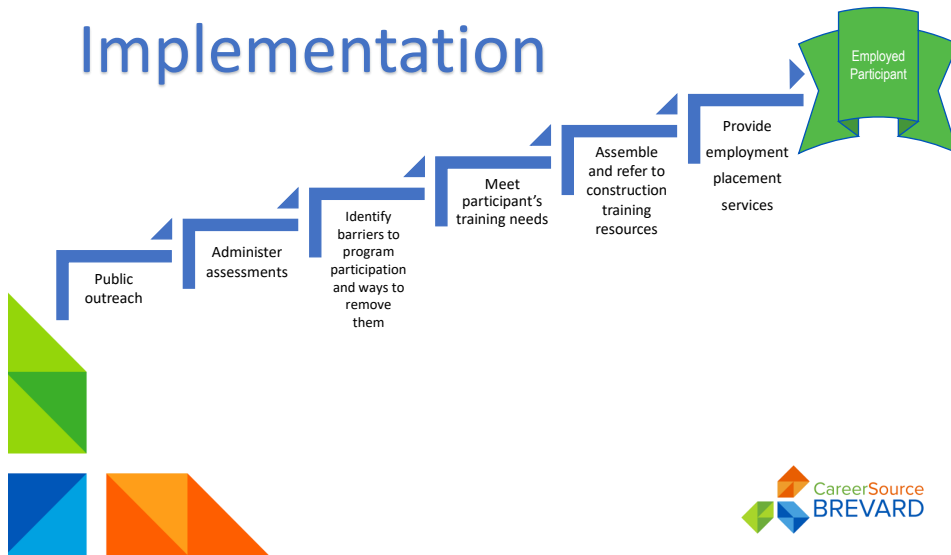 Implementation
Public
outreach
Administer
assessments
Identify
barriers to
program
participation
and ways to
remove
them
Meet
participant's
training needs
Assemble
and refer to
construction
training
resources
Provide
employment
placement
services
Employed
Participant
CareerSource
BREVARD